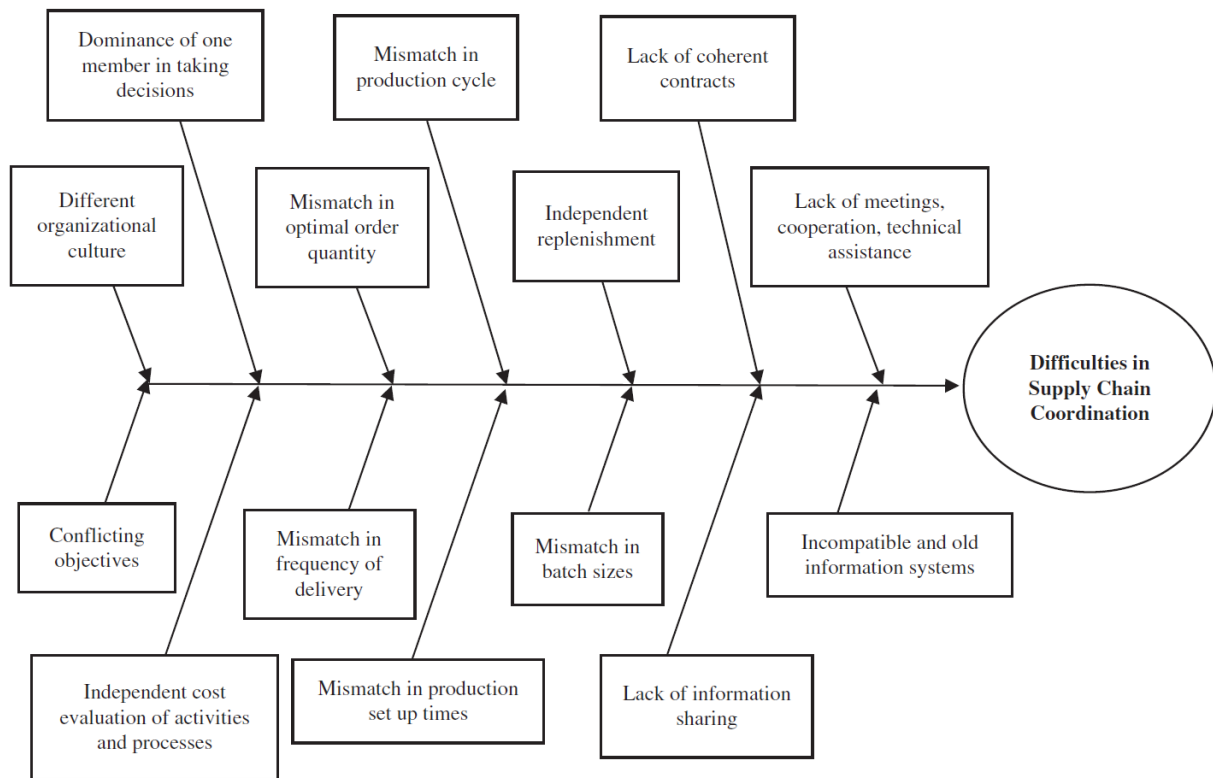 Dominance of one
member in taking
decisions
Mismatch in
production cycle
Lack of coherent
contracts
Different
organizational
culture
Mismatch in
optimal order
quantity
Independent
replenishment
Lack of meetings,
cooperation, technical
assistance
Difficulties in
Supply Chain
Coordination
Conflicting
objectives
Mismatch in
frequency of
delivery
Mismatch in
batch sizes
Incompatible and old
information systems
Independent cost
evaluation of activities
and processes
Mismatch in production
set up times
Lack of information
sharing